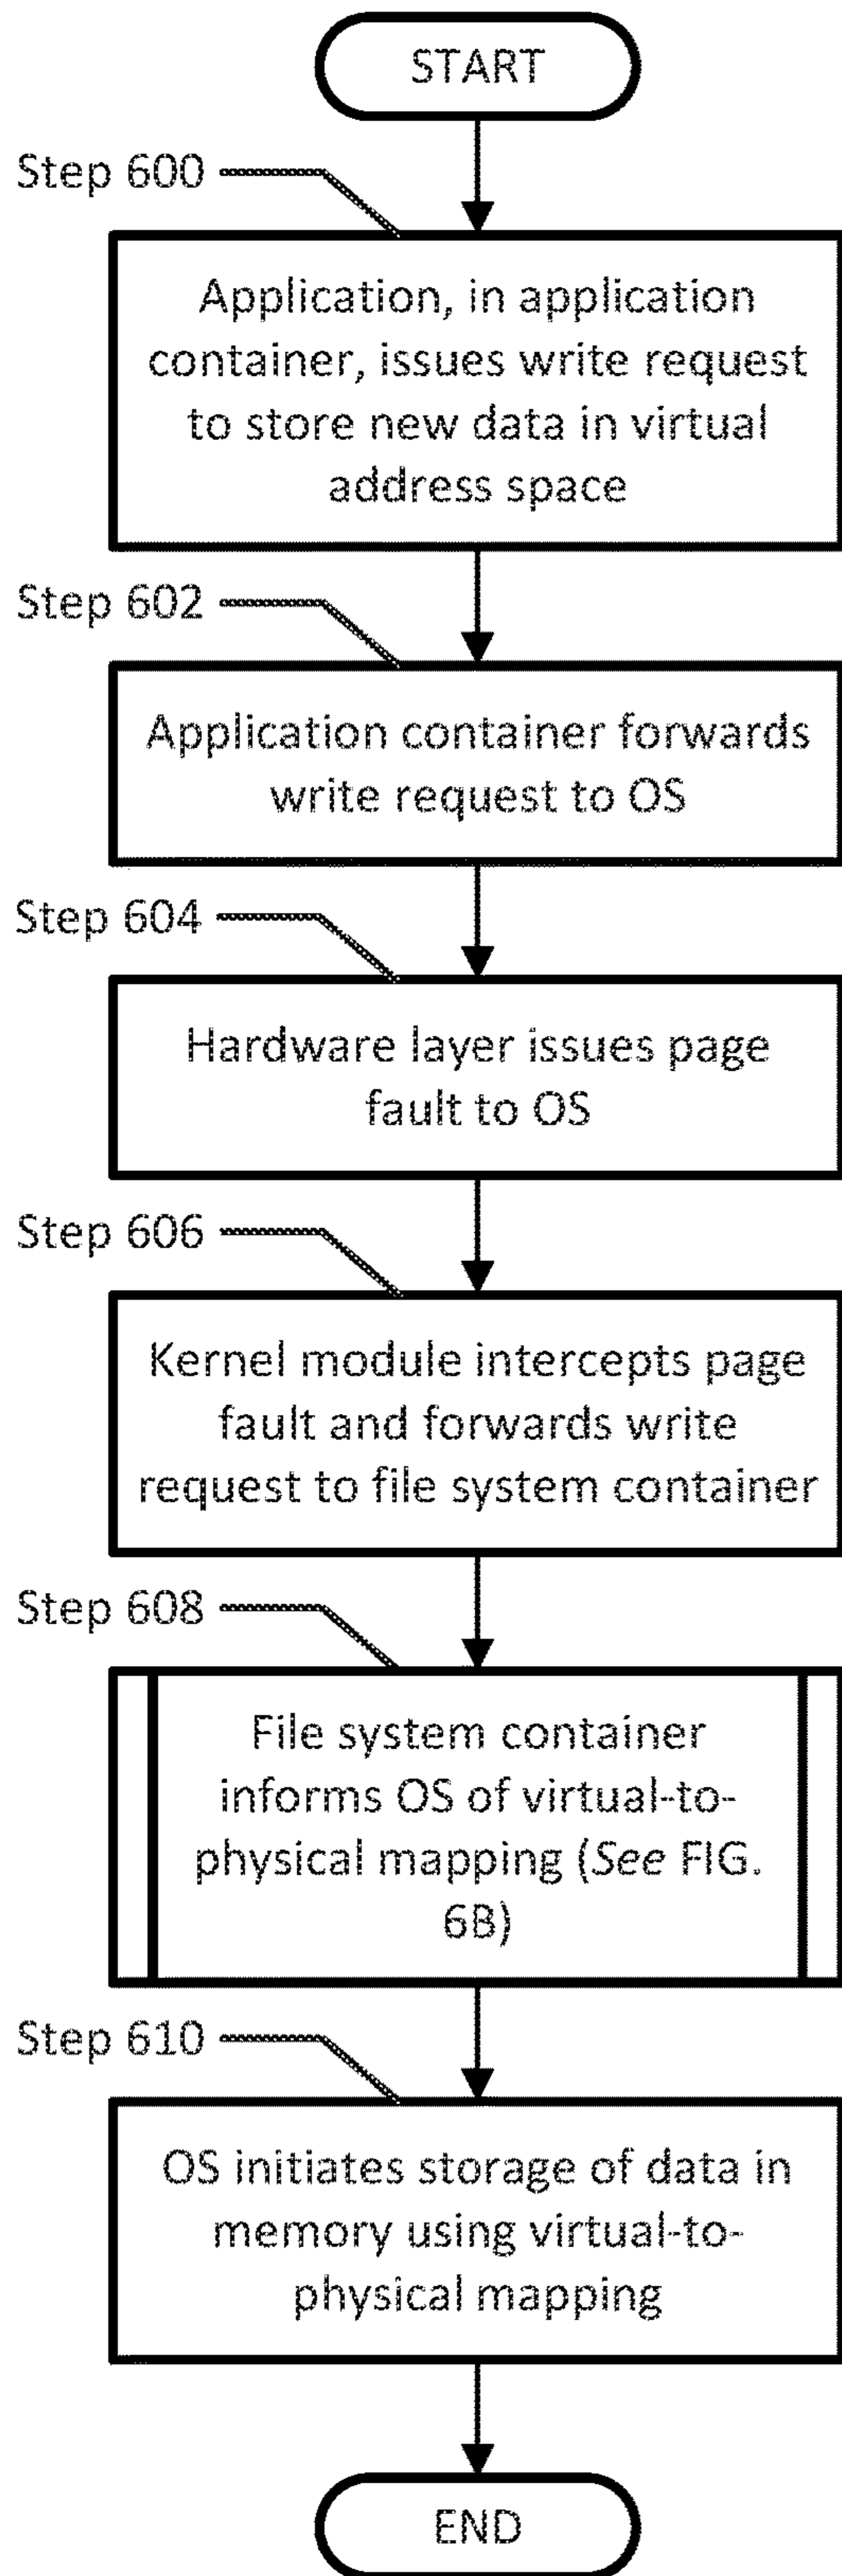 START
Step 600
Application, in application
container, issues write request
to store new data in virtual
address space
Step 602
Application container forwards
write request to OS
Step 604
Hardware layer issues page
fault to OS
Step 606
Kernel module intercepts page
fault and forwards write
request to file system container
Step 608
File system container
informs OS of virtual-to-
physical mapping (See FIG.
6B)
Step 610
OS initiates storage of data in
memory using virtual-to-
physical mapping
END